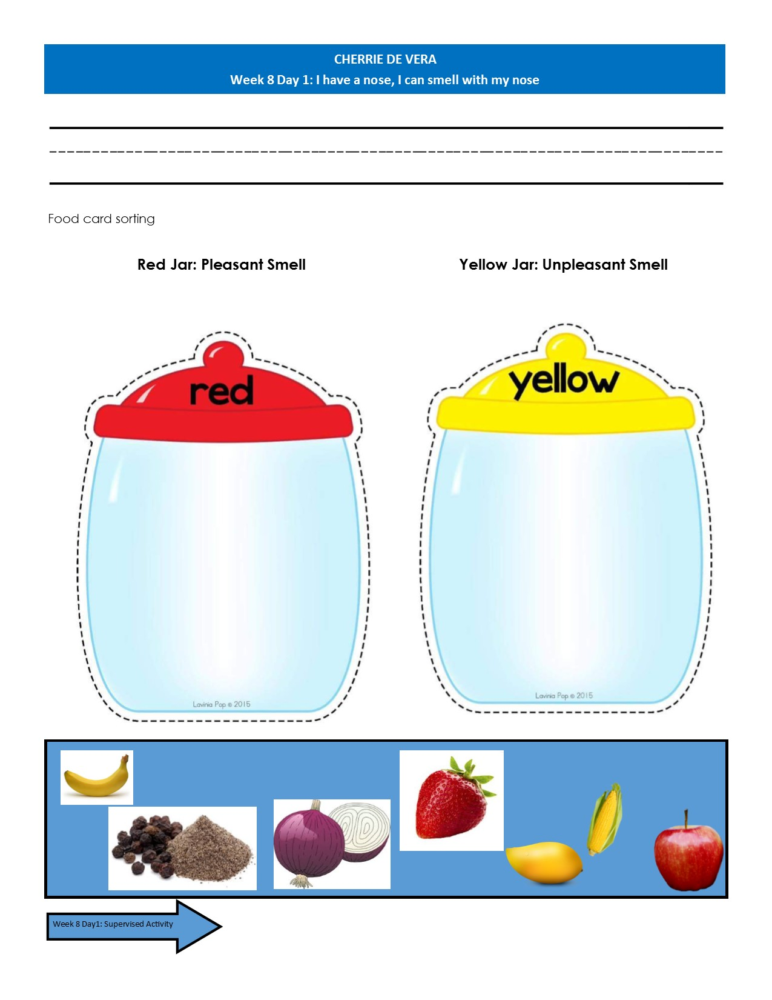 CHERRIE DE VERA
Week 8 Day 1: I have a nose, I can smell with my nose
Food card sorting
Red Jar: Pleasant Smell
Yellow Jar: Unpleasant Smell
red
yellow
Lavinia Pop © 2015
Lavinia Pop © 2015
Week 8 Day1: Supervised Activity